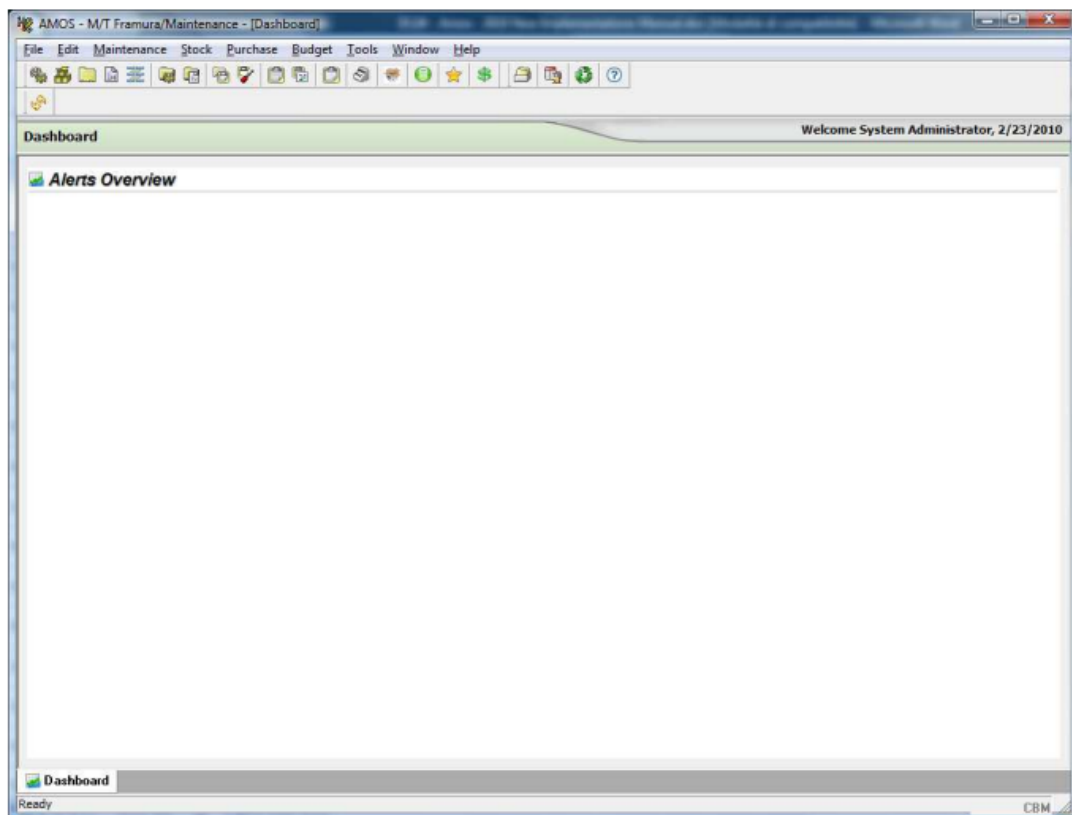 AMOS - M/T Framura/Maintenance - [Dashboard]
File Edit Maintenance Stock Purchase Budget Tools Window Help
Dashboard
Welcome System Administrator, 2/23/2010
Alerts Overview
Dashboard
Ready
CBM